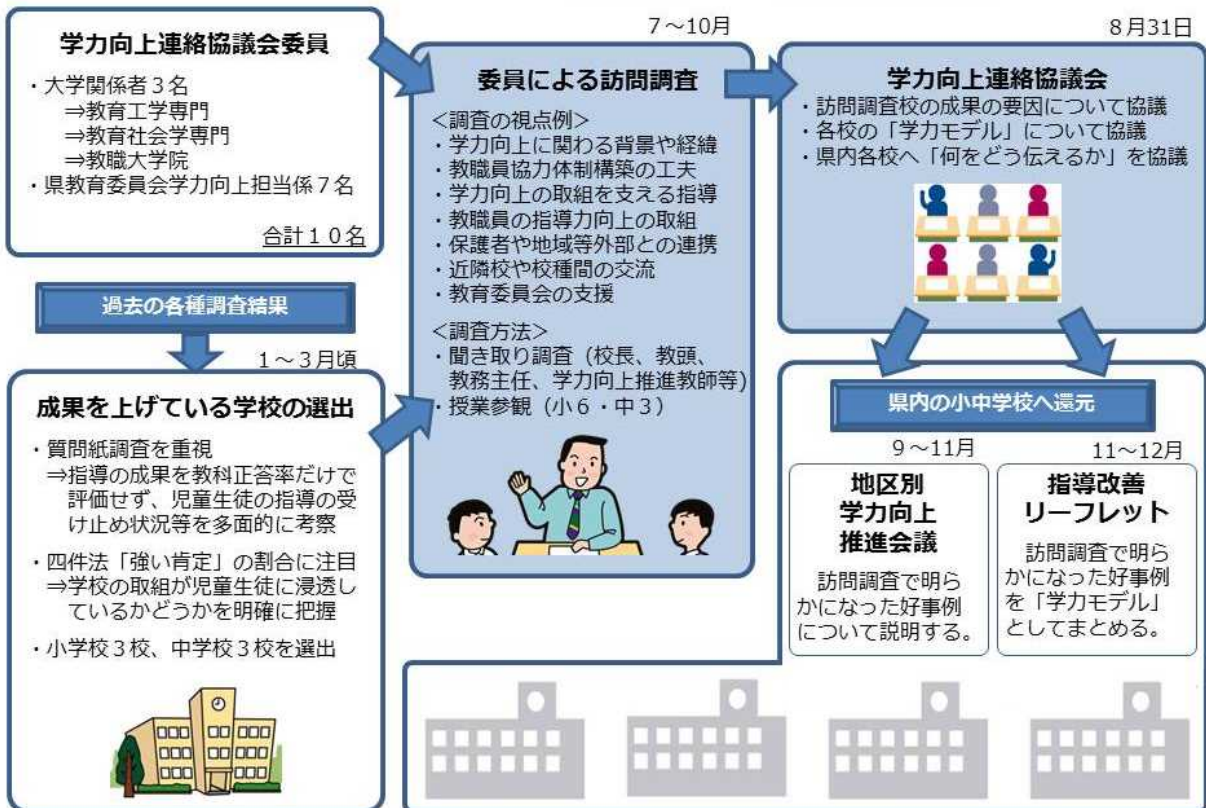 学力向上連絡協議会委員
・大学関係者３名
⇒教育工学専門
⇒教育社会学専門
⇒教職大学院
・県教育委員会学力向上担当係７名
合計１０名
過去の各種調査結果
１～３月頃
成果を上げている学校の選出
・質問紙調査を重視
⇒指導の成果を教科正答率だけで
評価せず、児童生徒の指導の受
け止め状況等を多面的に考察
・四件法「強い肯定」の割合に注目
⇒学校の取組が児童生徒に浸透し
ているかどうかを明確に把握
・小学校３校、中学校３校を選出
７～10月
委員による訪問調査
＜調査の視点例＞
・学力向上に関わる背景や経緯
・教職員協力体制構築の工夫
・学力向上の取組を支える指導
・教職員の指導力向上の取組
・保護者や地域等外部との連携
・近隣校や校種間の交流
・教育委員会の支援
＜調査方法＞
・聞き取り調査（校長、教頭、
教務主任、学力向上推進教師等)
・授業参観（小６・中３）
８月31日
学力向上連絡協議会
・訪問調査校の成果の要因について協議
・各校の「学力モデル」について協議
・県内各校へ「何をどう伝えるか」を協議
県内の小中学校へ還元
９～11月
地区別
学力向上
推進会議
訪問調査で明ら
かになった好事例
について説明する。
11～12月
指導改善
リーフレット
訪問調査で明ら
かになった好事例
を「学力モデル」
としてまとめる。